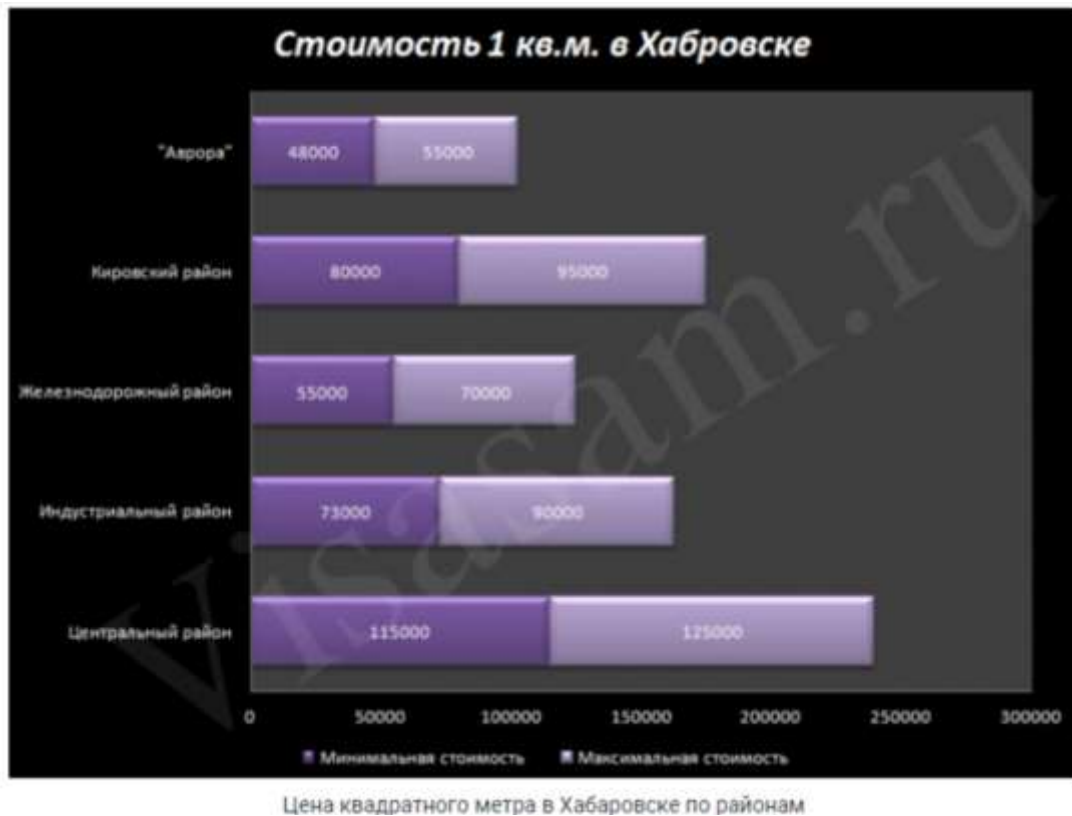 Стоимость 1 кв.м. в Хабровске
"Аврора"
48000
55000
Кировский район
80000
95000
Железнодорожный район
55000
70000
Индустриальный район
73000
90000
Центральный район
115000
125000
0 50000 100000 150000 200000 250000 300000
Минимальная стоимость Максимальная стоимость
Visasam.ru
Цена квадратного метра в Хабаровске по районам